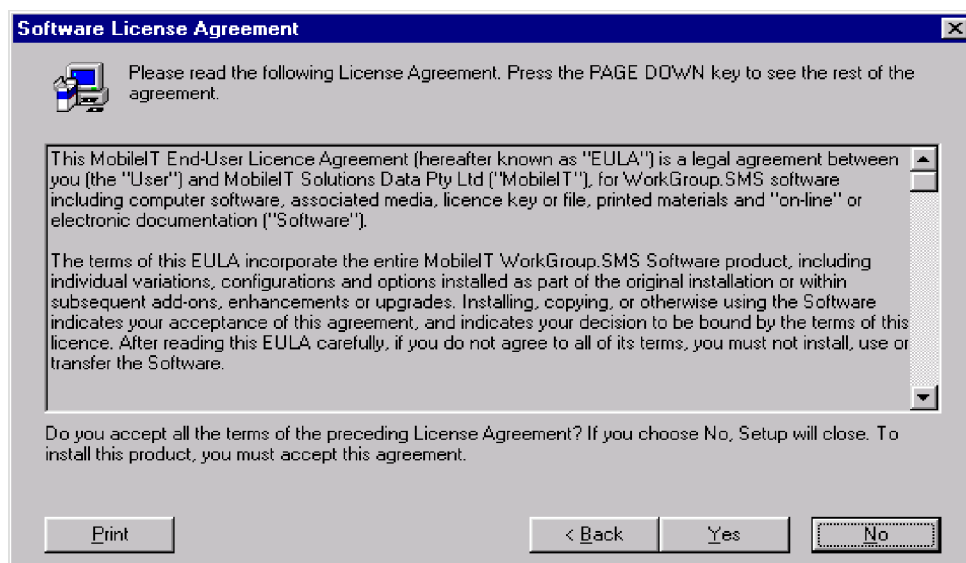 Software License Agreement
Please read the following License Agreement. Press the PAGE DOWN key to see the rest of the
agreement.
This MobileIT End-User Licence Agreement (hereafter known as "EULA") is a legal agreement between
you (the "User") and MobileIT Solutions Data Pty Ltd ("MobileIT"), for WorkGroup.SMS software
including computer software, associated media, licence key or file, printed materials and "on-line" or
electronic documentation ("Software").
The terms of this EULA incorporate the entire MobileIT WorkGroup.SMS Software product, including
individual variations, configurations and options installed as part of the original installation or within
subsequent add-ons, enhancements or upgrades. Installing, copying, or otherwise using the Software
indicates your acceptance of this agreement, and indicates your decision to be bound by the terms of this
licence. After reading this EULA carefully, if you do not agree to all of its terms, you must not install, use or
transfer the Software.
Do you accept all the terms of the preceding License Agreement? If you choose No, Setup will close. To
install this product, you must accept this agreement.
Print
< Back
Yes
No